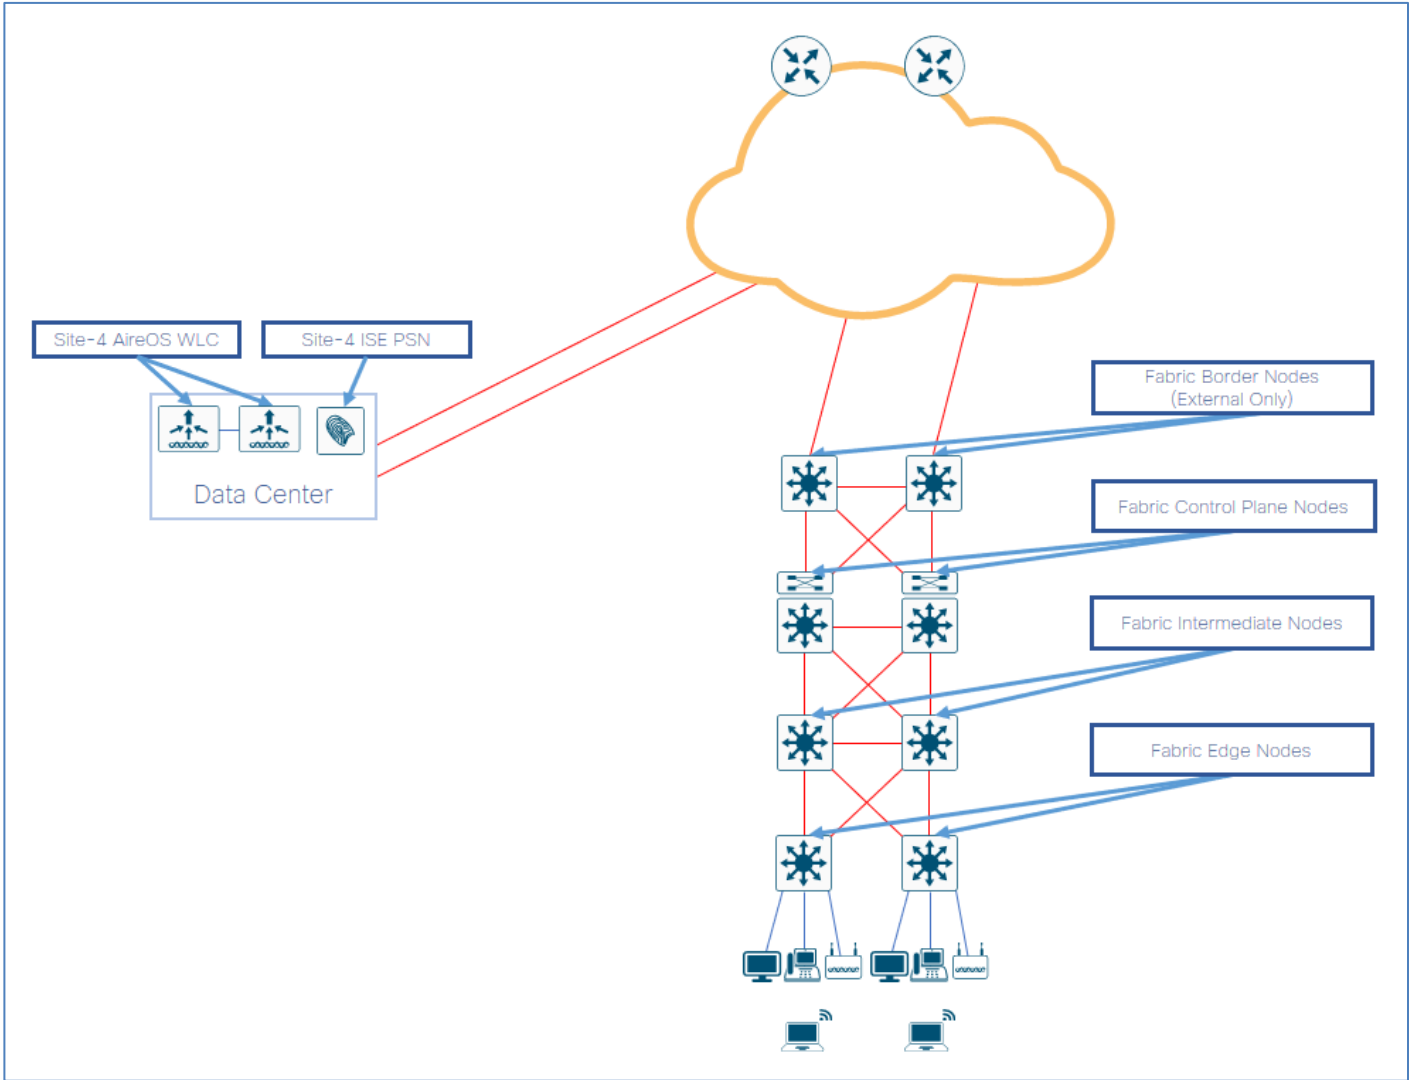 Site-4 AireOS WLC
Site-4 ISE PSN
Data Center
Fabric Border Nodes
(External Only)
Fabric Control Plane Nodes
Fabric Intermediate Nodes
Fabric Edge Nodes